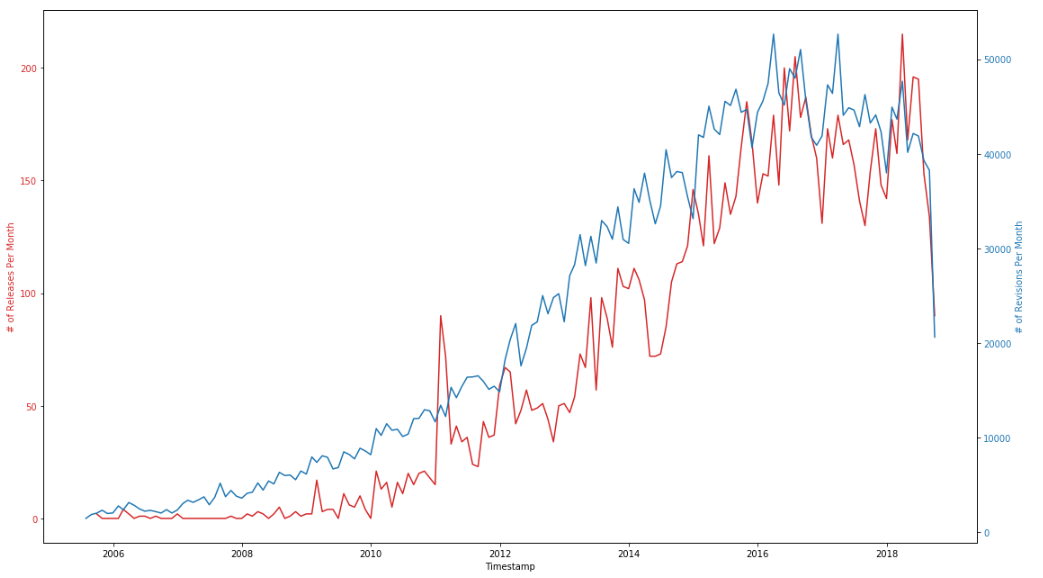 200
150
100
50
0
# of Releases Per Month
50000
40000
30000
20000
10000
0
# of Revisions Per Month
2006 2008 2010 2012 2014 2016 2018
Timestamp